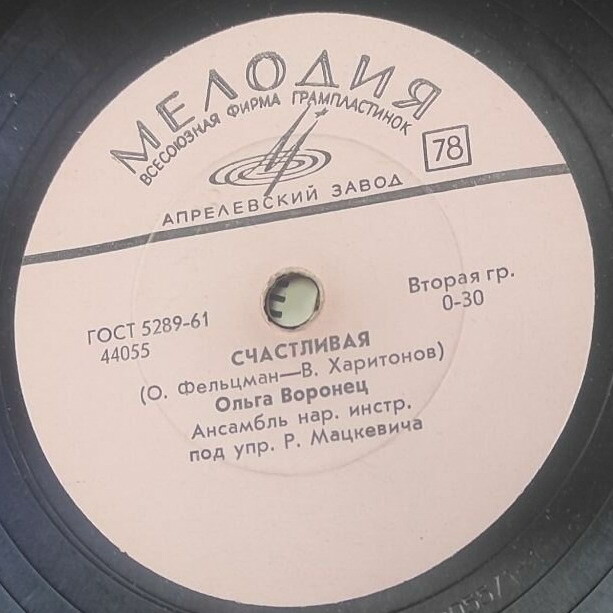 МЕЛОДИЯ
ВСЕСОЮЗНАЯ ФИРМА ГРАМПЛАСТИНОК
78
АПРЕЛЕВСКИЙ ЗАВОД
Вторая гр.
0-30
ГОСТ 5289-61
44055
СЧАСТЛИВАЯ
(О. Фельцман—В. Харитонов)
Ольга Воронец
Ансамбль нар. инстр.
под упр. Р. Мацкевича